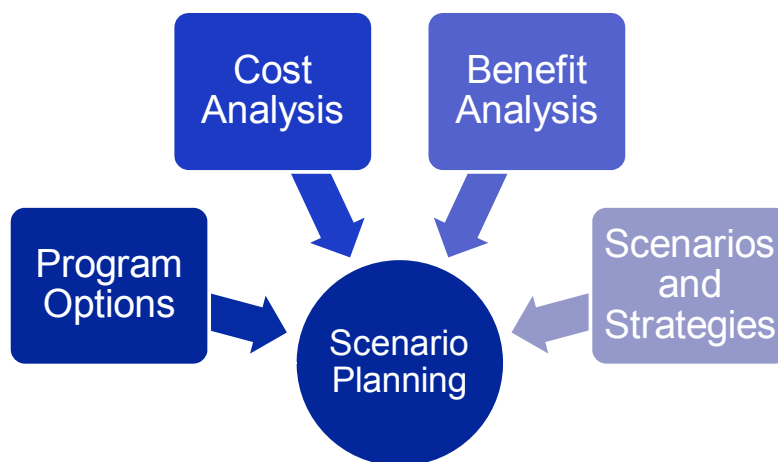 Cost
Analysis
Benefit
Analysis
Program
Options
Scenarios
and
Strategies
Scenario
Planning